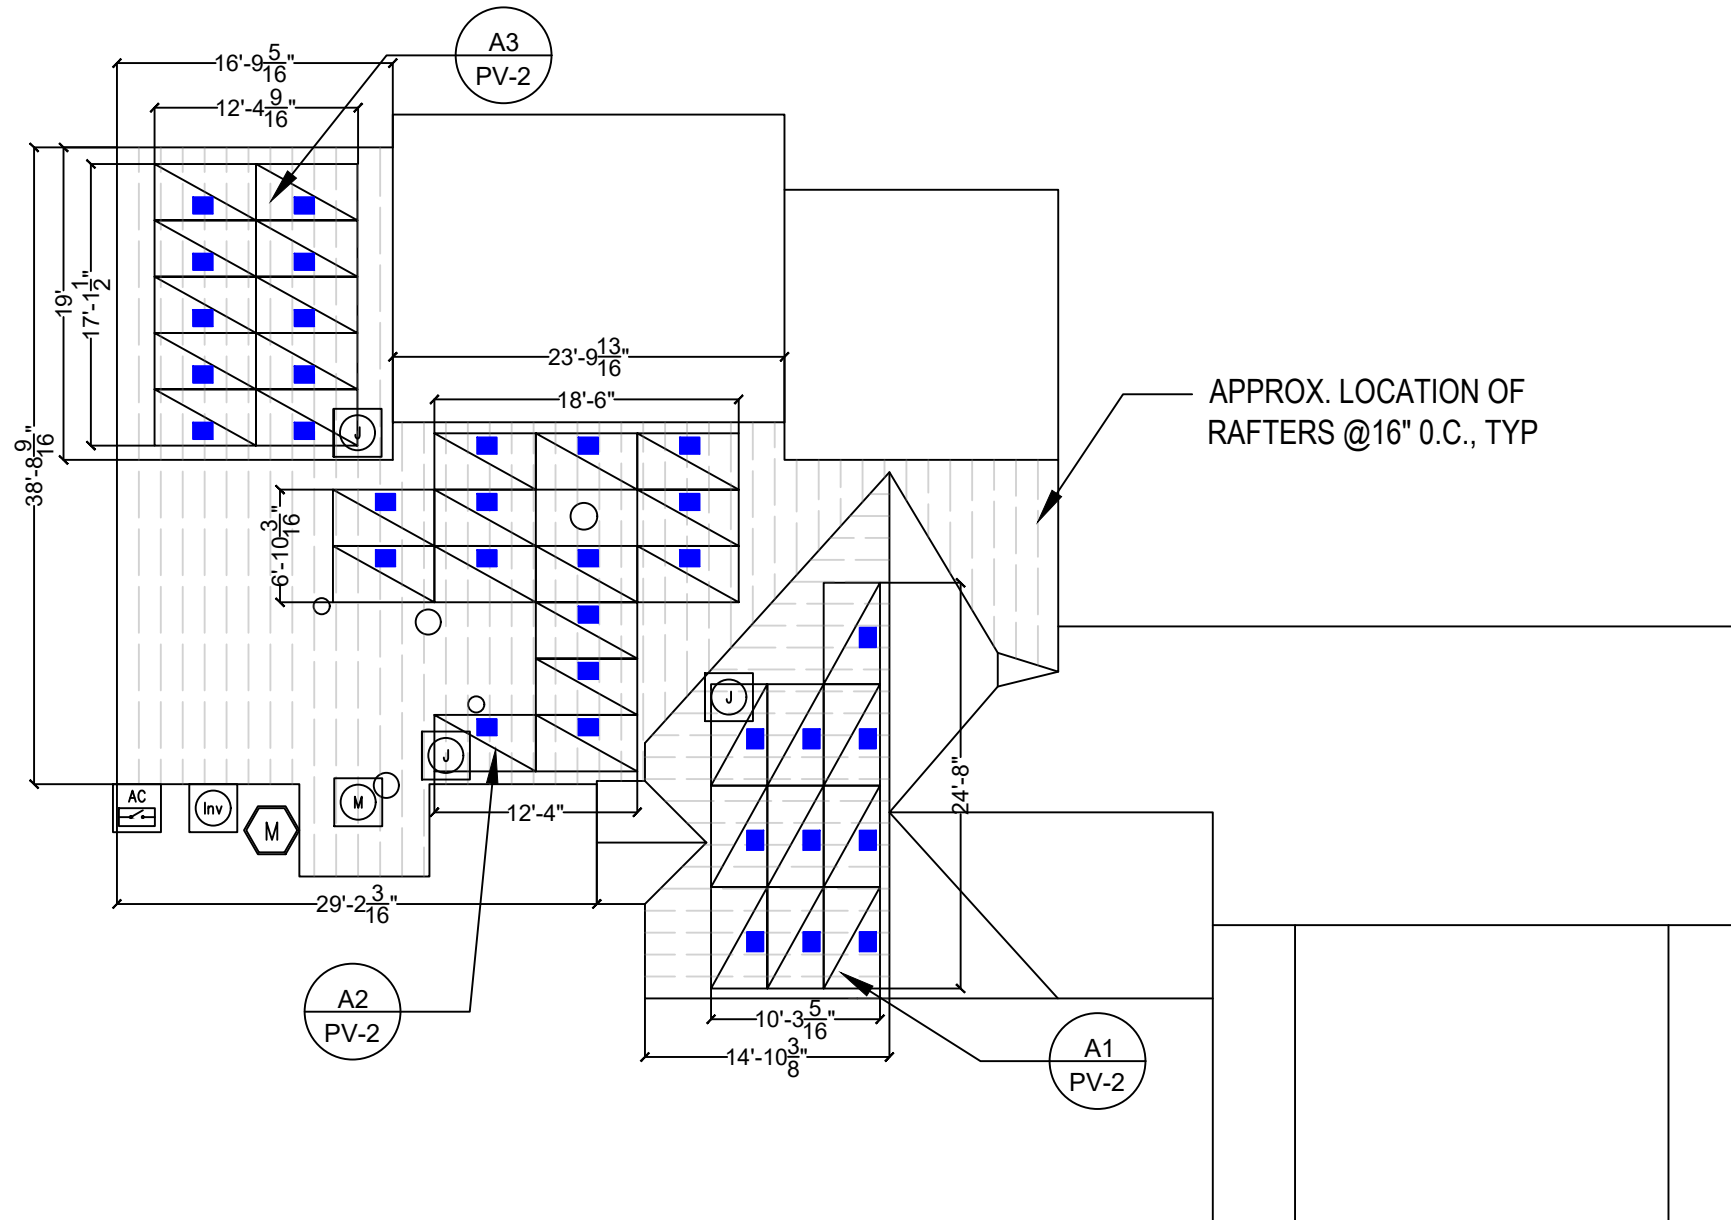 A3
PV-2
16'-9 5/16"
12'-4 9/16"
19'
17'-1 1/2"
38'-8 9/16"
J
23'-9 13/16"
18'-6"
APPROX. LOCATION OF
RAFTERS @16" 0.C., TYP
6'-10 3/16"
J
J
24'-8"
AC
Inv
M
M
12'-4"
29'-2 3/16"
A2
PV-2
10'-3 5/16"
14'-10 3/8"
A1
PV-2